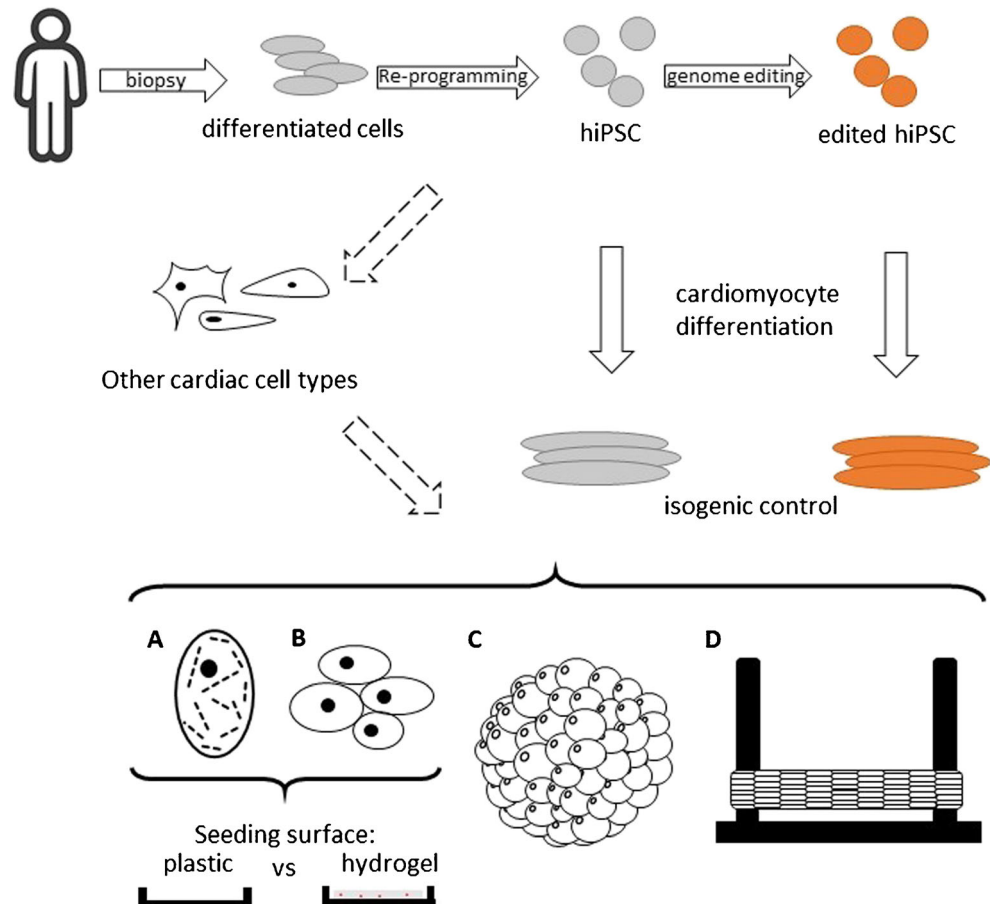 biopsy
Re-programming
genome editing
differentiated cells
hiPSC
edited hiPSC
cardiomyocyte
differentiation
Other cardiac cell types
isogenic control
A
B
C
D
Seeding surface:
plastic vs hydrogel